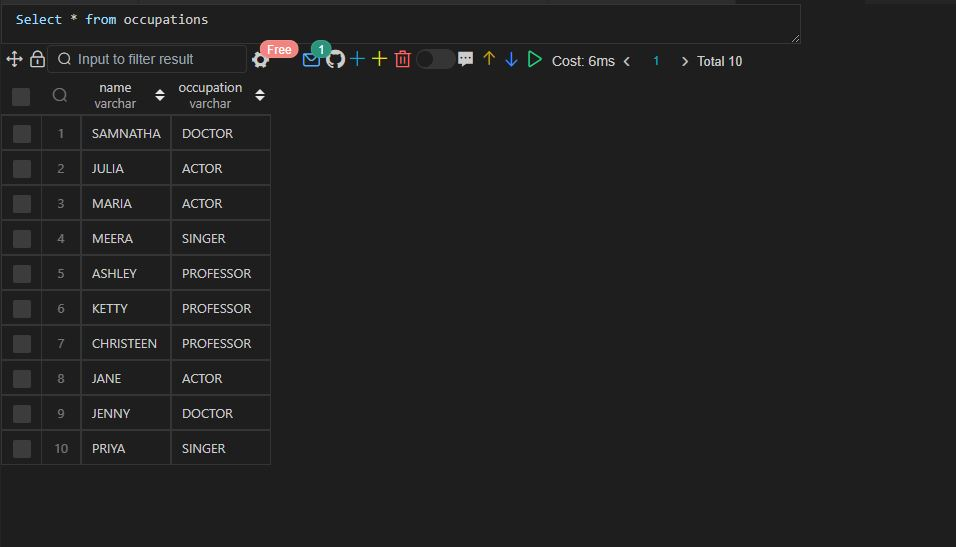 Select * from occupations
Input to filter result Free 1 Cost: 6ms 1 Total 10
name occupation
varchar varchar
1 SAMNATHA DOCTOR
2 JULIA ACTOR
3 MARIA ACTOR
4 MEERA SINGER
5 ASHLEY PROFESSOR
6 KETTY PROFESSOR
7 CHRISTEEN PROFESSOR
8 JANE ACTOR
9 JENNY DOCTOR
10 PRIYA SINGER